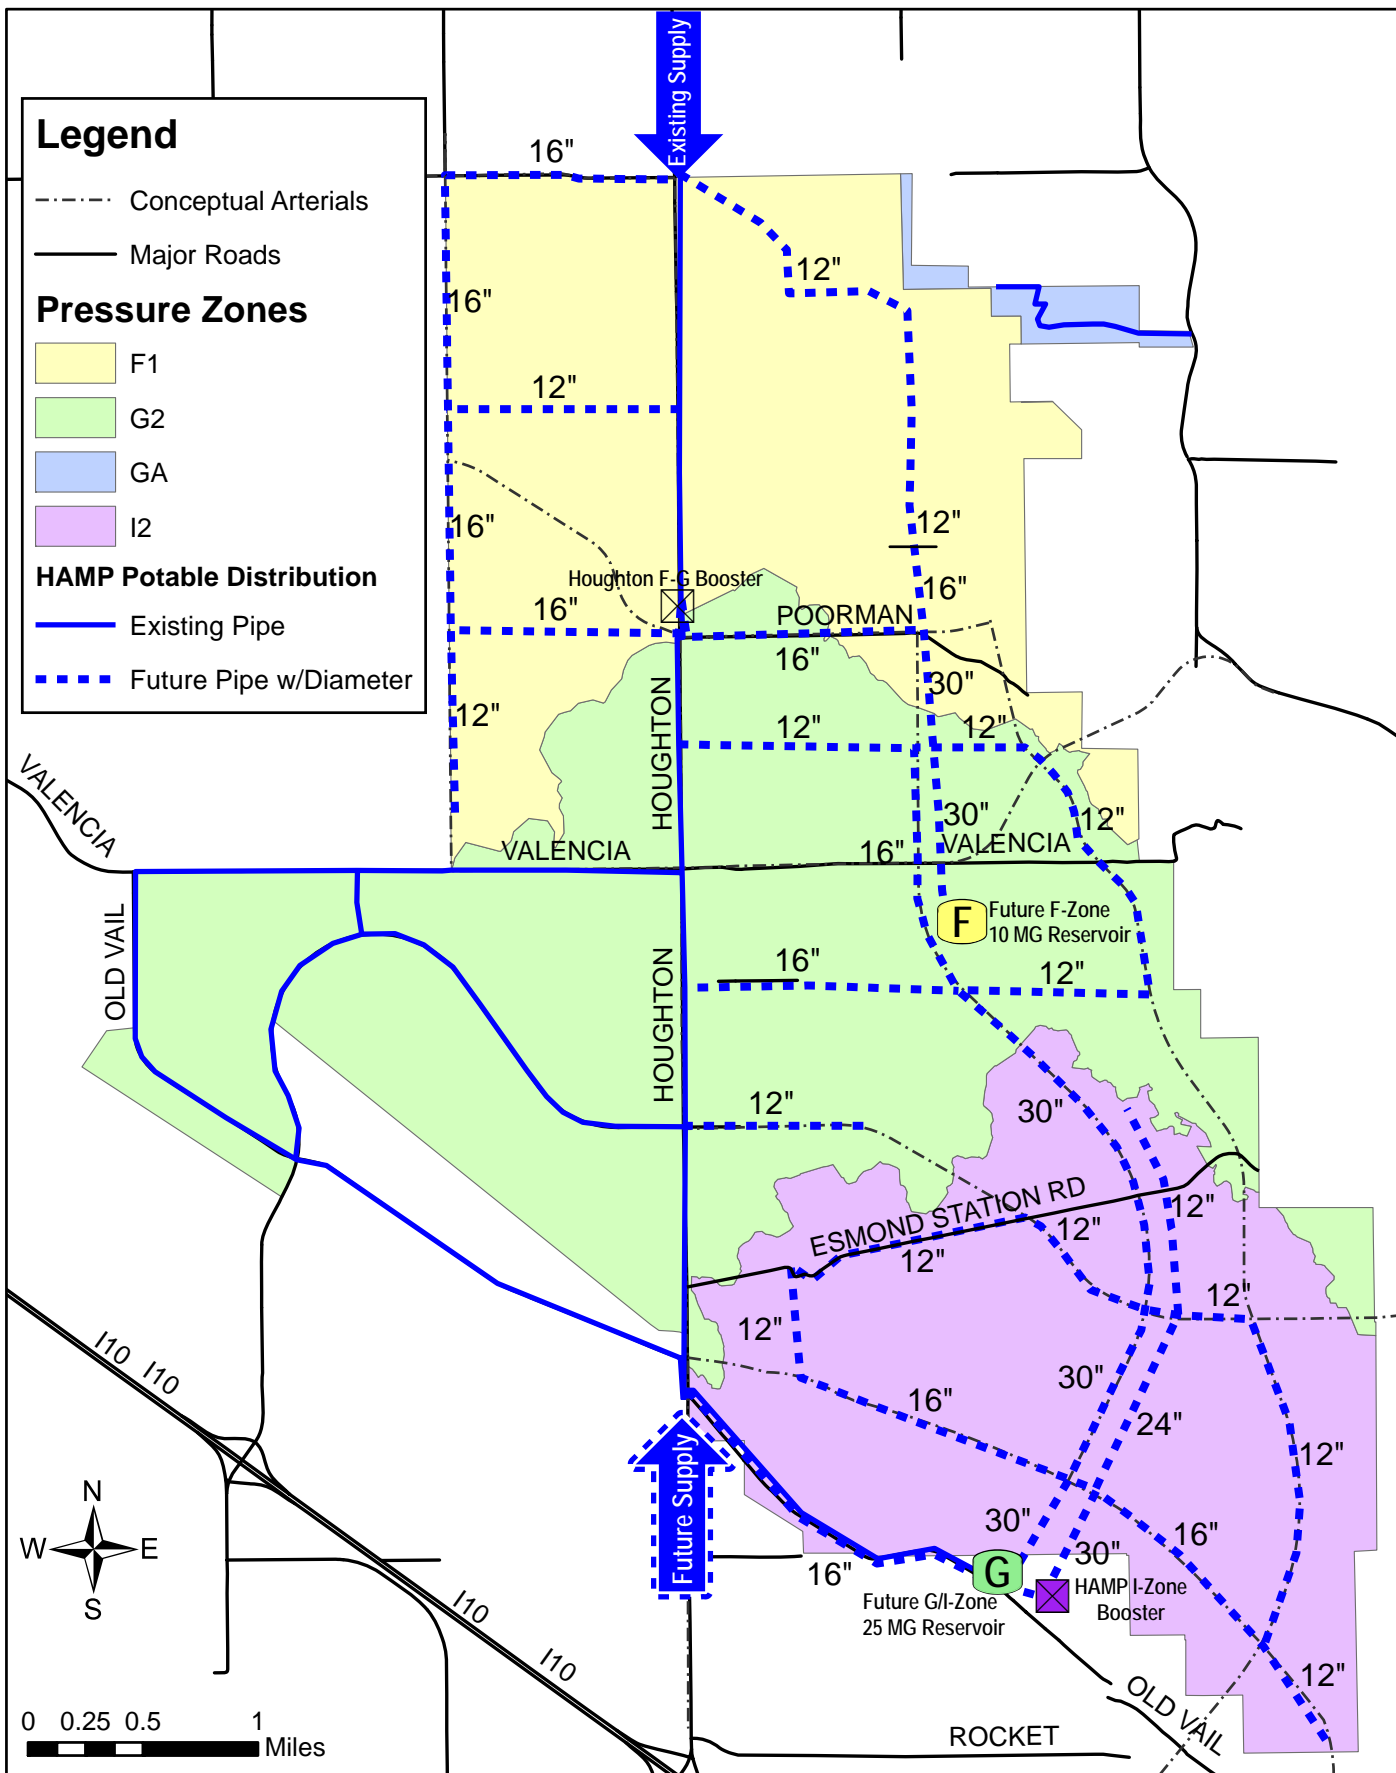 Existing Supply
Legend
Conceptual Arterials
Major Roads
Pressure Zones
F1
G2
GA
I2
HAMP Potable Distribution
Existing Pipe
Future Pipe w/Diameter
16"
12"
16"
12"
16"
12"
Houghton F-G Booster
16"
16"
POORMAN
16"
30"
HOUGHTON
12"
12"
12"
VALENCIA
30"
12"
VALENCIA
16"
VALENCIA
OLD VAIL
F
Future F-Zone
10 MG Reservoir
HOUGHTON
16"
12"
12"
30"
ESMOND STATION RD
12"
12"
12"
12"
12"
I10
I10
30"
16"
24"
12"
Future Supply
30"
16"
N
W
E
S
16"
30"
G
HAMP I-Zone
Booster
Future G/I-Zone
25 MG Reservoir
I10
I10
12"
OLD VAIL
ROCKET
0 0.25 0.5 1
Miles